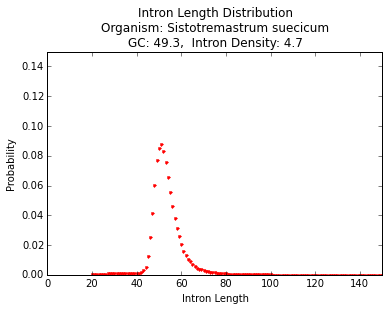 Intron Length Distribution
Organism: Sistotremastrum suecicum
GC: 49.3,  Intron Density: 4.7
0.14
0.12
0.10
0.08
0.06
0.04
0.02
0.00
Probability
0 20 40 60 80 100 120 140
Intron Length